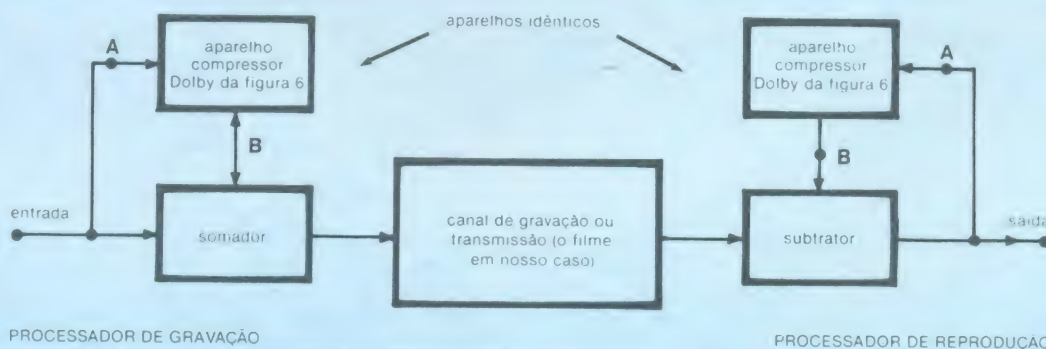 aparelhos idênticos
A
aparelho
compressor
Dolby da figura 6
B
entrada
somador
canal de gravação ou
transmissão (o filme
em nosso caso)
aparelho
compressor
Dolby da figura 6
A
B
subtrator
saída
PROCESSADOR DE GRAVAÇÃO
PROCESSADOR DE REPRODUÇÃO